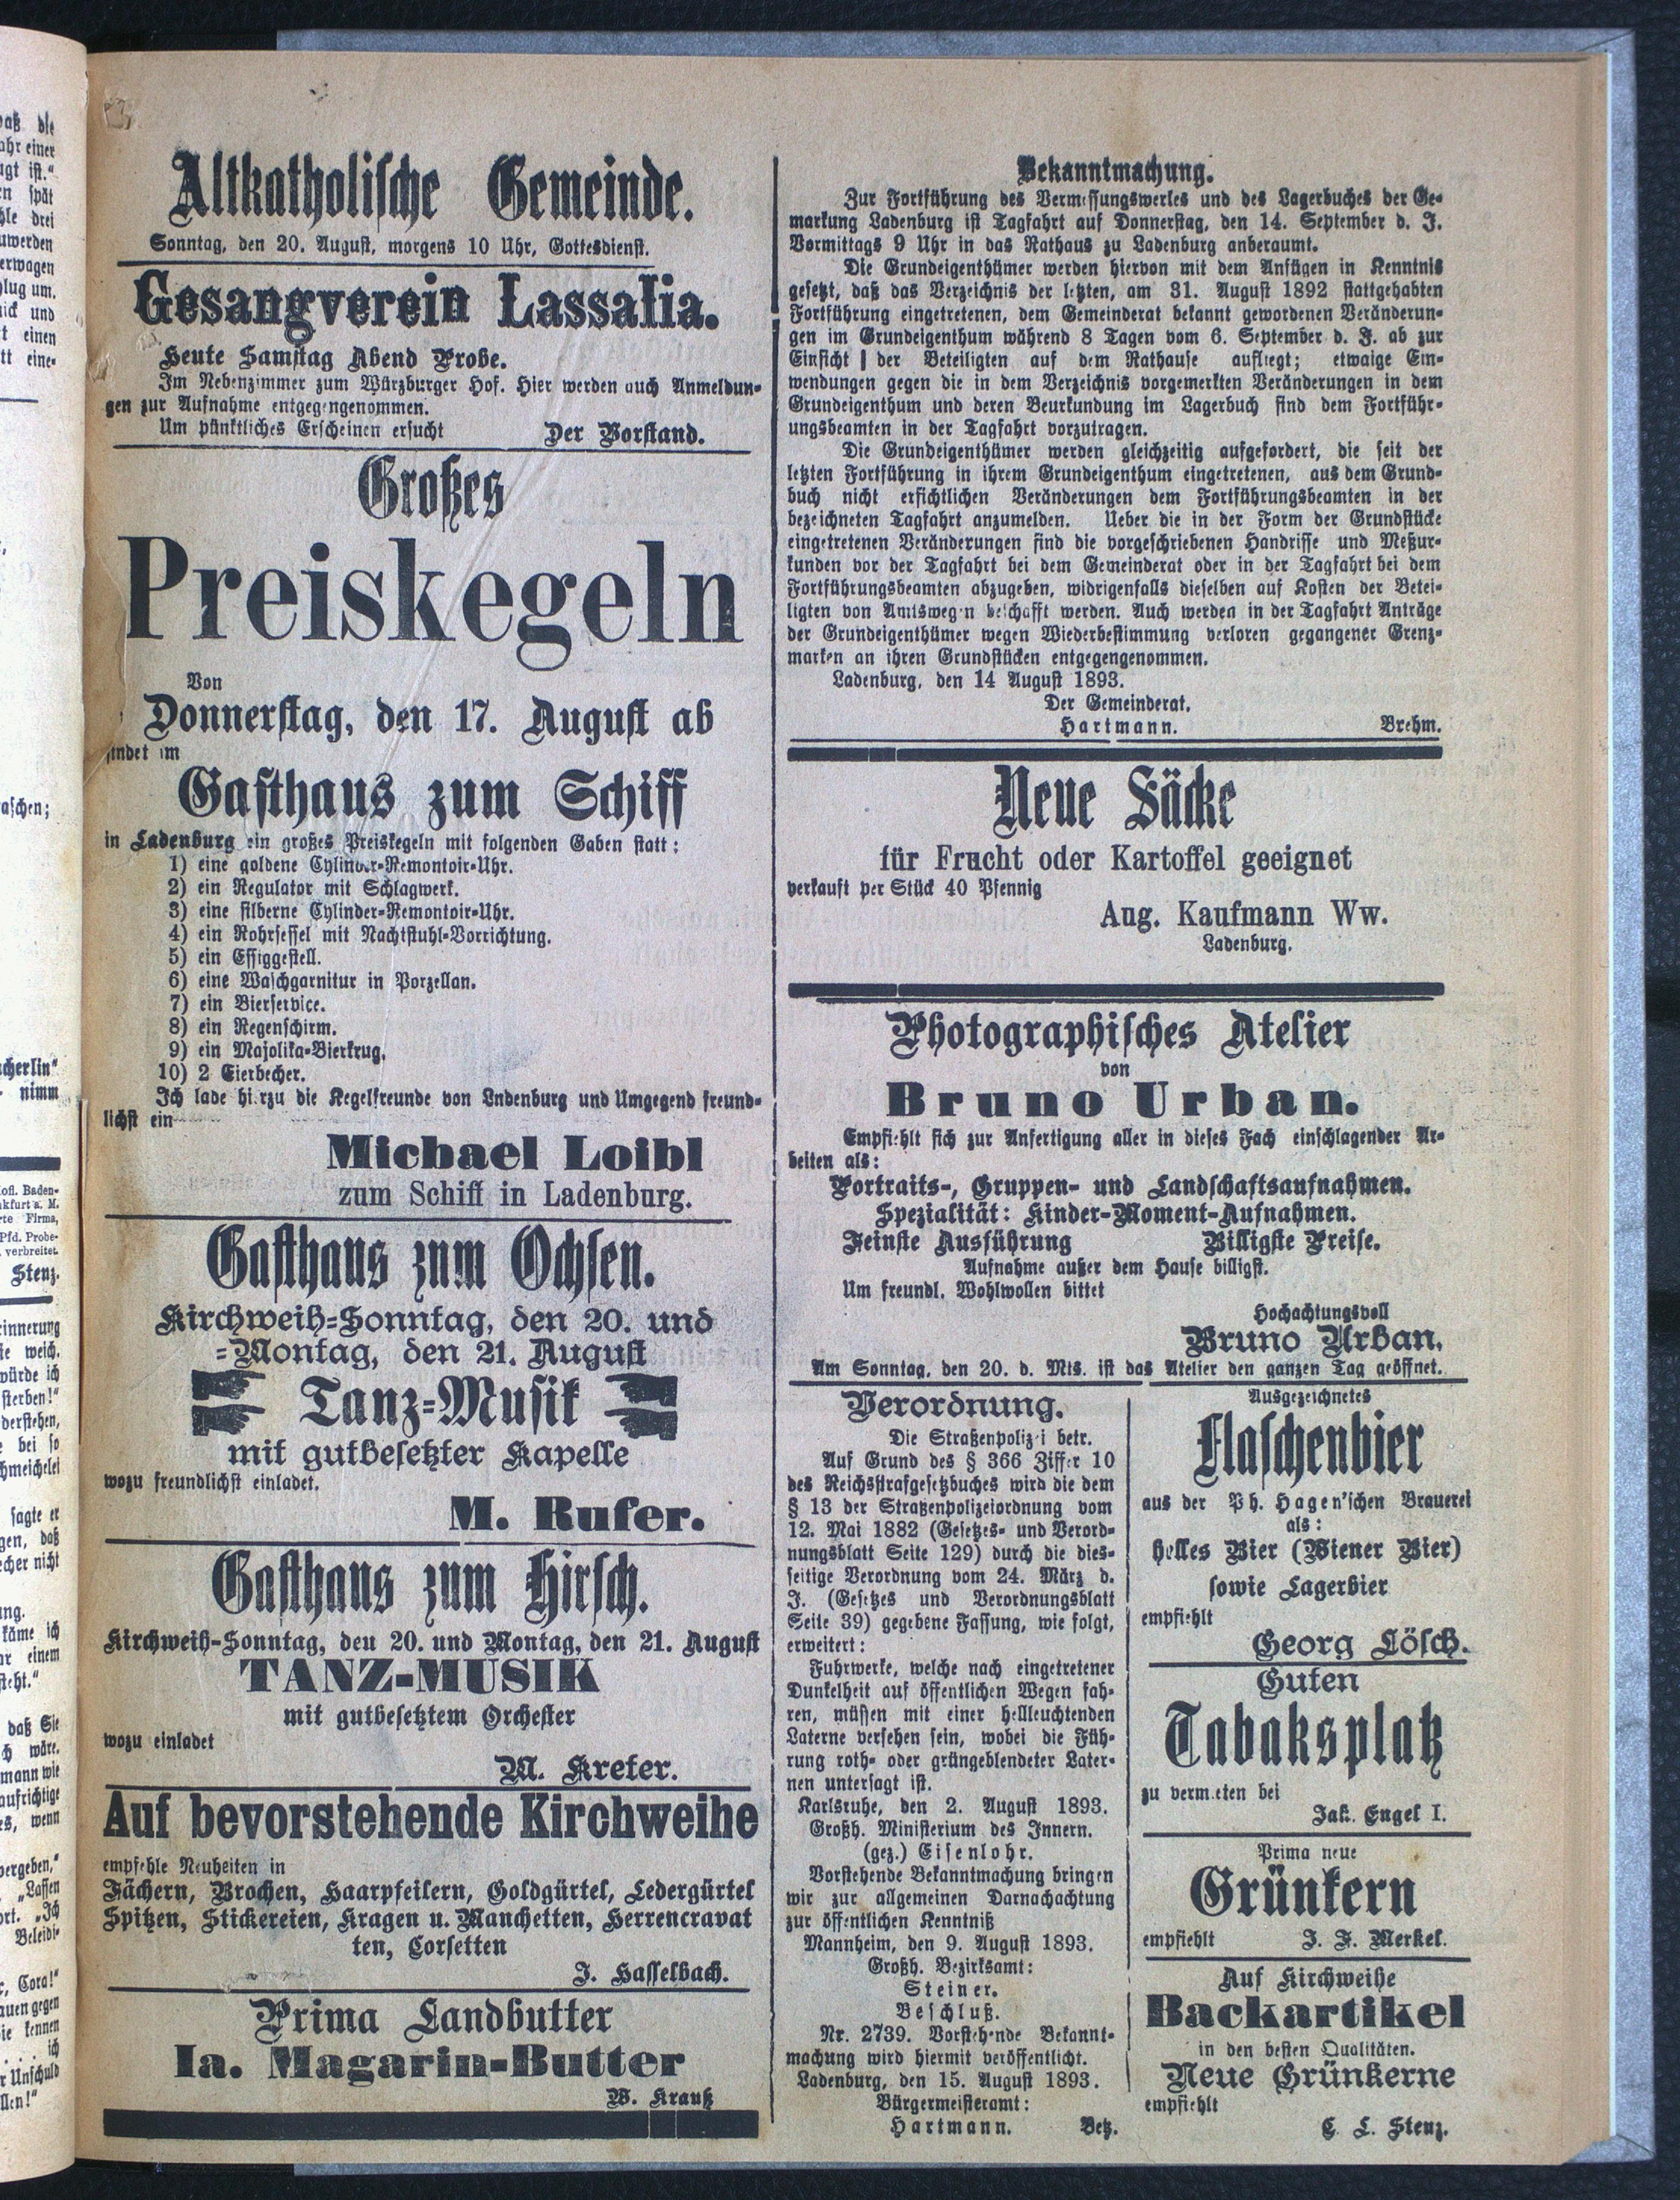 Altkatholische Gemeinde.
Sonntag, den 20. August, morgens 10 Uhr, Gottesdienst.
Gesangverein Lassalia.
Heute Samstag Abend Probe.
Im Nebenzimmer zum Würzburger Hof. Hier werden auch Anmeldun-
gen zur Aufnahme entgegengenommen.
Um pünktliches Erscheinen ersucht Der Vorstand.
Großes
Preiskegeln
Von
Donnerstag, den 17. August ab
findet im
Gasthaus zum Schiff
in Ladenburg ein großes Preiskegeln mit folgenden Gaben statt:
1) eine goldene Cylinder-Remontoir-Uhr.
2) ein Regulator mit Schlagwerk.
3) eine silberne Cylinder-Remontoir-Uhr.
4) ein Rohrsessel mit Nachtstuhl-Vorrichtung.
5) ein Essiggestell.
6) eine Waschgarnitur in Porzellan.
7) ein Bierservice.
8) ein Regenschirm.
9) ein Majolika-Bierkrug.
10) 2 Eierbecher.
Ich lade hierzu die Kegelfreunde von Lndenburg und Umgegend freund-
lichst ein
Michael Loibl
zum Schiff in Ladenburg.
Gasthaus zum Ochsen.
Kirchweih-Sonntag, den 20. und
-Montag, den 21. August
Tanz-Musik
mit gutbesetzter Kapelle
wozu freundlichst einladet.
M. Rufer.
Gasthaus zum Hirsch.
Kirchweih-Sonntag, den 20. und Montag, den 21. August
TANZ-MUSIK
mit gutbesetztem Orchester
wozu einladet
M. Kreter.
Auf bevorstehende Kirchweihe
empfehle Neuheiten in
Fächern, Brochen, Haarpfeilern, Goldgürtel, Ledergürtel
Spitzen, Stickereien, Kragen u. Manchetten, Herrencravat
ten, Corsetten
J. Hasselbach.
Prima Landbutter
Ia. Magarin-Butter
W. Krauß
Bekanntmachung.
Zur Fortführung des Vermessungswerkes und des Lagerbuches der Ge-
markung Ladenburg ist Tagfahrt auf Donnerstag, den 14. September d. J.
Vormittags 9 Uhr in das Rathaus zu Ladenburg anberaumt.
Die Grundeigenthümer werden hiervon mit dem Anfügen in Kenntnis
gesetzt, daß das Verzeichnis der letzten, am 31. August 1892 stattgehabten
Fortführung eingetretenen, dem Gemeinderat bekannt gewordenen Veränderun-
gen im Grundeigenthum während 8 Tagen vom 6. September d. J. ab zur
Einsicht der Beteiligten auf dem Rathause aufliegt; etwaige Ein-
wendungen gegen die in dem Verzeichnis vorgemerkten Veränderungen in dem
Grundeigenthum und deren Beurkundung im Lagerbuch sind dem Fortführ-
ungsbeamten in der Tagfahrt vorzutragen.
Die Grundeigenthümer werden gleichzeitig aufgefordert, die seit der
letzten Fortführung in ihrem Grundeigenthum eingetretenen, aus dem Grund-
buch nicht ersichtlichen Veränderungen dem Fortführungsbeamten in der
bezeichneten Tagfahrt anzumelden. Ueber die in der Form der Grundstücke
eingetretenen Veränderungen sind die vorgeschriebenen Handrisse und Meßur-
kunden vor der Tagfahrt bei dem Gemeinderat oder in der Tagfahrt bei dem
Fortführungsbeamten abzugeben, widrigenfalls dieselben auf Kosten der Betei-
ligten von Amtswegen beschafft werden. Auch werden in der Tagfahrt Anträge
der Grundeigenthümer wegen Wiederbestimmung verloren gegangener Grenz-
marken an ihren Grundstücken entgegengenommen.
Ladenburg, den 14 August 1893.
Der Gemeinderat.
Hartmann. Brehm.
Neue Säcke
für Frucht oder Kartoffel geeignet
verkauft per Stück 40 Pfennig
Aug. Kaufmann Ww.
Ladenburg.
Photographisches Atelier
von
Bruno Urban.
Empfiehlt sich zur Anfertigung aller in dieses Fach einschlagender Ar-
beiten als:
Portraits-, Gruppen- und Landschaftsaufnahmen.
Spezialität: Kinder-Moment-Aufnahmen.
Feinste Ausführung Billigste Preise.
Aufnahme außer dem Hause billigst.
Um freundl. Wohlwollen bittet
Hochachtungsvoll
Bruno Urban.
Am Sonntag, den 20. d. Mts. ist das Atelier den ganzen Tag geöffnet.
Verordnung.
Die Straßenpolizei betr.
Auf Grund des § 366 Ziffer 10
des Reichsstrafgesetzbuches wird die dem
§ 13 der Straßenpolizeiordnung vom
12. Mai 1882 (Gesetzes- und Verord-
nungsblatt Seite 129) durch die dies-
seitige Verordnung vom 24. März d.
J. (Gesetzes und Verordnungsblatt
Seite 39) gegebene Fassung, wie folgt,
erweitert:
Fuhrwerke, welche nach eingetretener
Dunkelheit auf öffentlichen Wegen fah-
ren, müssen mit einer hellleuchtenden
Laterne versehen sein, wobei die Füh-
rung roth- oder grüngeblendeter Later-
nen untersagt ist.
Karlsruhe, den 2. August 1893.
Großh. Ministerium des Innern.
(gez.) Eisenlohr.
Vorstehende Bekanntmachung bringen
wir zur allgemeinen Darnachachtung
zur öffentlichen Kenntniß
Mannheim, den 9. August 1893.
Großh. Bezirksamt:
Steiner.
Beschluß.
Nr. 2739. Vorstehende Bekannt-
machung wird hiermit veröffentlicht.
Ladenburg, den 15. August 1893.
Bürgermeisteramt:
Hartmann. Betz.
Ausgezeichnetes
Flaschenbier
aus der Ph. Hagen'schen Brauerei
als:
helles Bier (Wiener Bier)
sowie Lagerbier
empfiehlt
Georg Lösch.
Guten
Tabaksplatz
zu vermieten bei
Jak. Engel I.
Prima neue
Grünkern
empfiehlt J. F. Merkel.
Auf Kirchweihe
Backartikel
in den besten Qualitäten.
Neue Grünkerne
empfiehlt
C. L. Stenz.